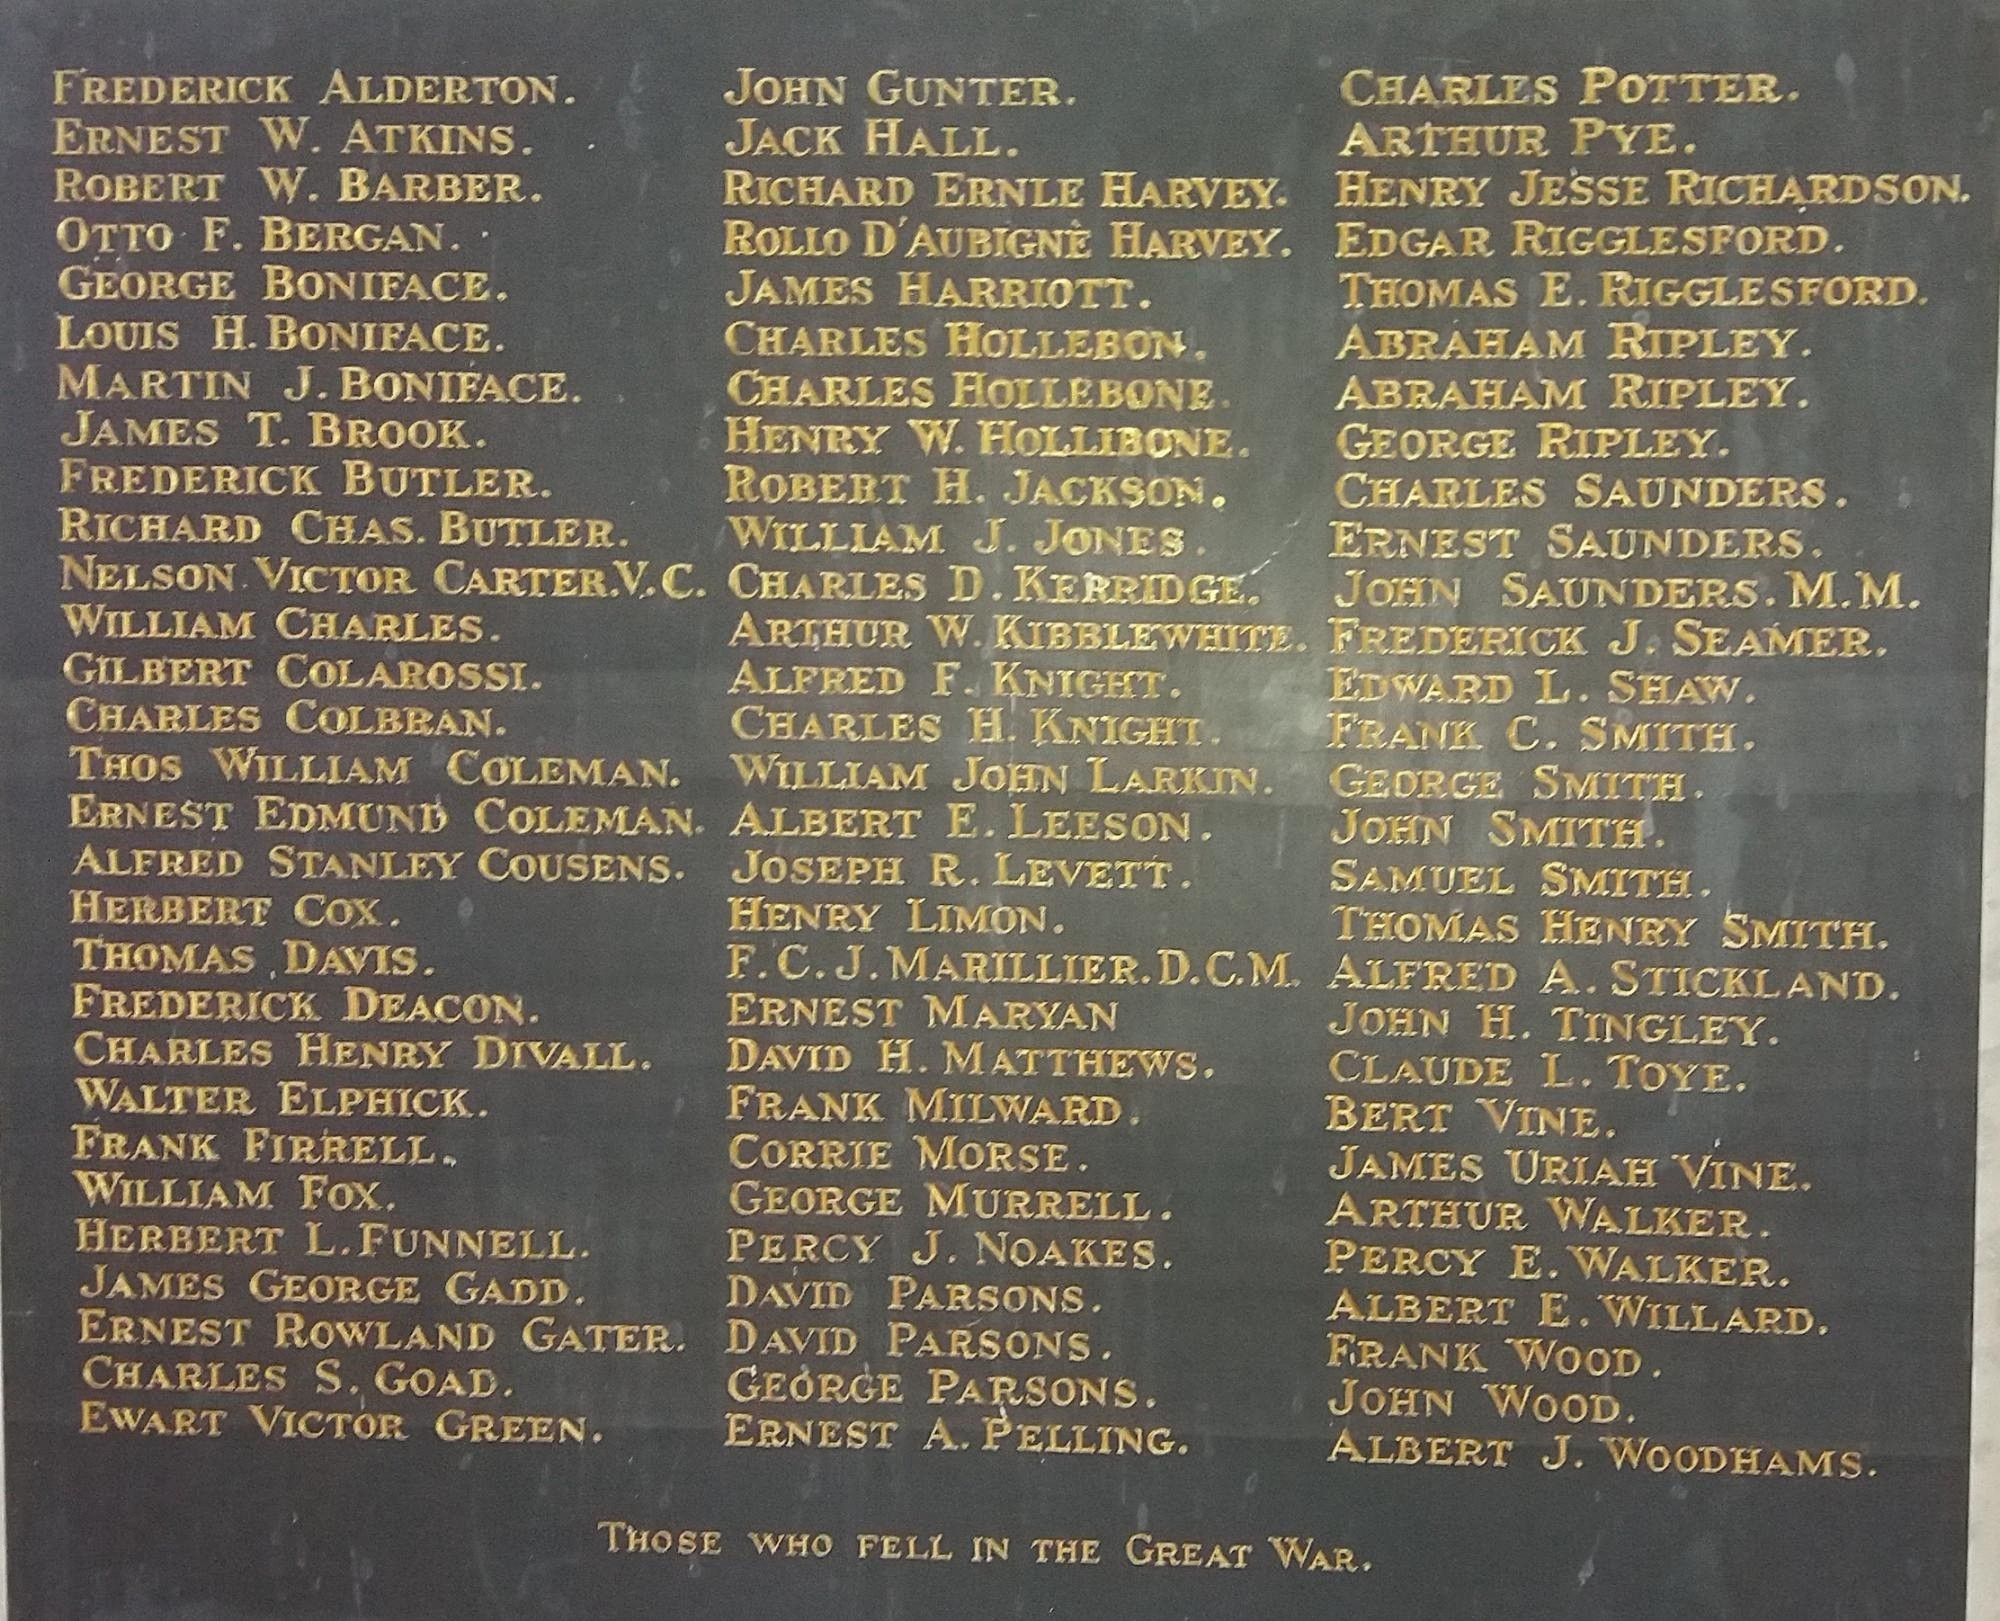 FREDERICK ALDERTON.
ERNEST W. ATKINS.
ROBERT W. BARBER.
OTTO F. BERGAN.
GEORGE BONIFACE.
LOUIS H. BONIFACE.
MARTIN J. BONIFACE.
JAMES T. BROOK.
FREDERICK BUTLER.
RICHARD CHAS. BUTLER.
NELSON VICTOR CARTER. V.C.
WILLIAM CHARLES.
GILBERT COLAROSSI.
CHARLES COLBRAN.
THOS WILLIAM COLEMAN.
ERNEST EDMUND COLEMAN.
ALFRED STANLEY COUSENS.
HERBERT COX.
THOMAS DAVIS.
FREDERICK DEACON.
CHARLES HENRY DIVALL.
WALTER ELPHICK.
FRANK FIRRELL.
WILLIAM FOX.
HERBERT L. FUNNELL.
JAMES GEORGE GADD.
ERNEST ROWLAND GATER.
CHARLES S. GOAD.
EWART VICTOR GREEN.
JOHN GUNTER.
JACK HALL.
RICHARD ERNLE HARVEY.
ROLLO D'AUBIGNÈ HARVEY.
JAMES HARRIOTT.
CHARLES HOLLEBON.
CHARLES HOLLEBONE.
HENRY W. HOLLIBONE.
ROBERT H. JACKSON.
WILLIAM J. JONES.
CHARLES D. KERRIDGE.
ARTHUR W. KIBBLEWHITE.
ALFRED F. KNIGHT.
CHARLES H. KNIGHT.
WILLIAM JOHN LARKIN.
ALBERT E. LEESON.
JOSEPH R. LEVETT.
HENRY LIMON.
F. C. J. MARILLIER. D.C.M.
ERNEST MARYAN
DAVID H. MATTHEWS.
FRANK MILWARD.
CORRIE MORSE.
GEORGE MURRELL.
PERCY J. NOAKES.
DAVID PARSONS.
DAVID PARSONS.
GEORGE PARSONS.
ERNEST A. PELLING.
CHARLES POTTER.
ARTHUR PYE.
HENRY JESSE RICHARDSON.
EDGAR RIGGLESFORD.
THOMAS E. RIGGLESFORD.
ABRAHAM RIPLEY.
ABRAHAM RIPLEY.
GEORGE RIPLEY.
CHARLES SAUNDERS.
ERNEST SAUNDERS.
JOHN SAUNDERS. M.M.
FREDERICK J. SEAMER.
EDWARD L. SHAW.
FRANK C. SMITH.
GEORGE SMITH.
JOHN SMITH.
SAMUEL SMITH.
THOMAS HENRY SMITH.
ALFRED A. STICKLAND.
JOHN H. TINGLEY.
CLAUDE L. TOYE.
BERT VINE.
JAMES URIAH VINE.
ARTHUR WALKER.
PERCY E. WALKER.
ALBERT E. WILLARD.
FRANK WOOD.
JOHN WOOD.
ALBERT J. WOODHAMS.
THOSE WHO FELL IN THE GREAT WAR.